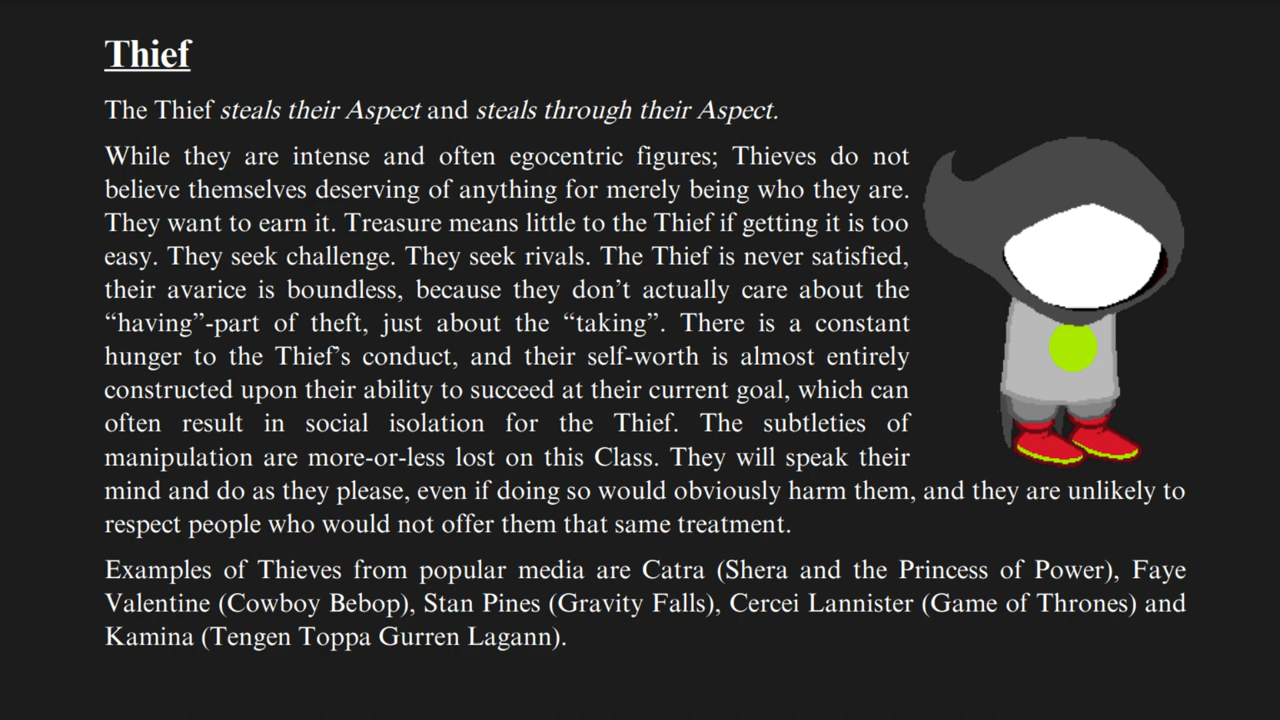 Thief
The Thief steals their Aspect and steals through their Aspect.
While they are intense and often egocentric figures; Thieves do not
believe themselves deserving of anything for merely being who they are.
They want to earn it. Treasure means little to the Thief if getting it is too
easy. They seek challenge. They seek rivals. The Thief is never satisfied,
their avarice is boundless, because they don’t actually care about the
“having”-part of theft, just about the “taking”. There is a constant
hunger to the Thief’s conduct, and their self-worth is almost entirely
constructed upon their ability to succeed at their current goal, which can
often result in social isolation for the Thief. The subtleties of
manipulation are more-or-less lost on this Class. They will speak their
mind and do as they please, even if doing so would obviously harm them, and they are unlikely to
respect people who would not offer them that same treatment.
Examples of Thieves from popular media are Catra (Shera and the Princess of Power), Faye
Valentine (Cowboy Bebop), Stan Pines (Gravity Falls), Cercei Lannister (Game of Thrones) and
Kamina (Tengen Toppa Gurren Lagann).